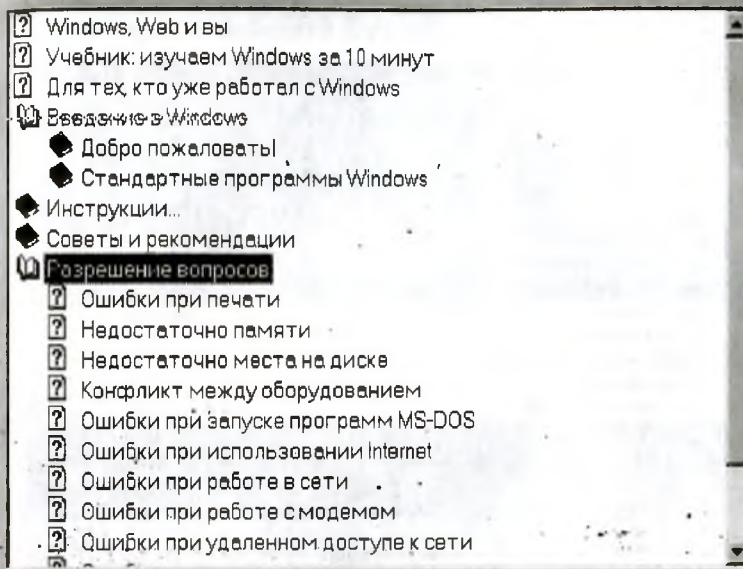 Windows, Web и вы
Учебник: изучаем Windows за 10 минут
Для тех, кто уже работал с Windows
Введение в Windows
Добро пожаловать!
Стандартные программы Windows
Инструкции...
Советы и рекомендации
Разрешение вопросов
Ошибки при печати
Недостаточно памяти
Недостаточно места на диске
Конфликт между оборудованием
Ошибки при запуске программ MS-DOS
Ошибки при использовании Internet
Ошибки при работе в сети
Ошибки при работе с модемом
Ошибки при удаленном доступе к сети